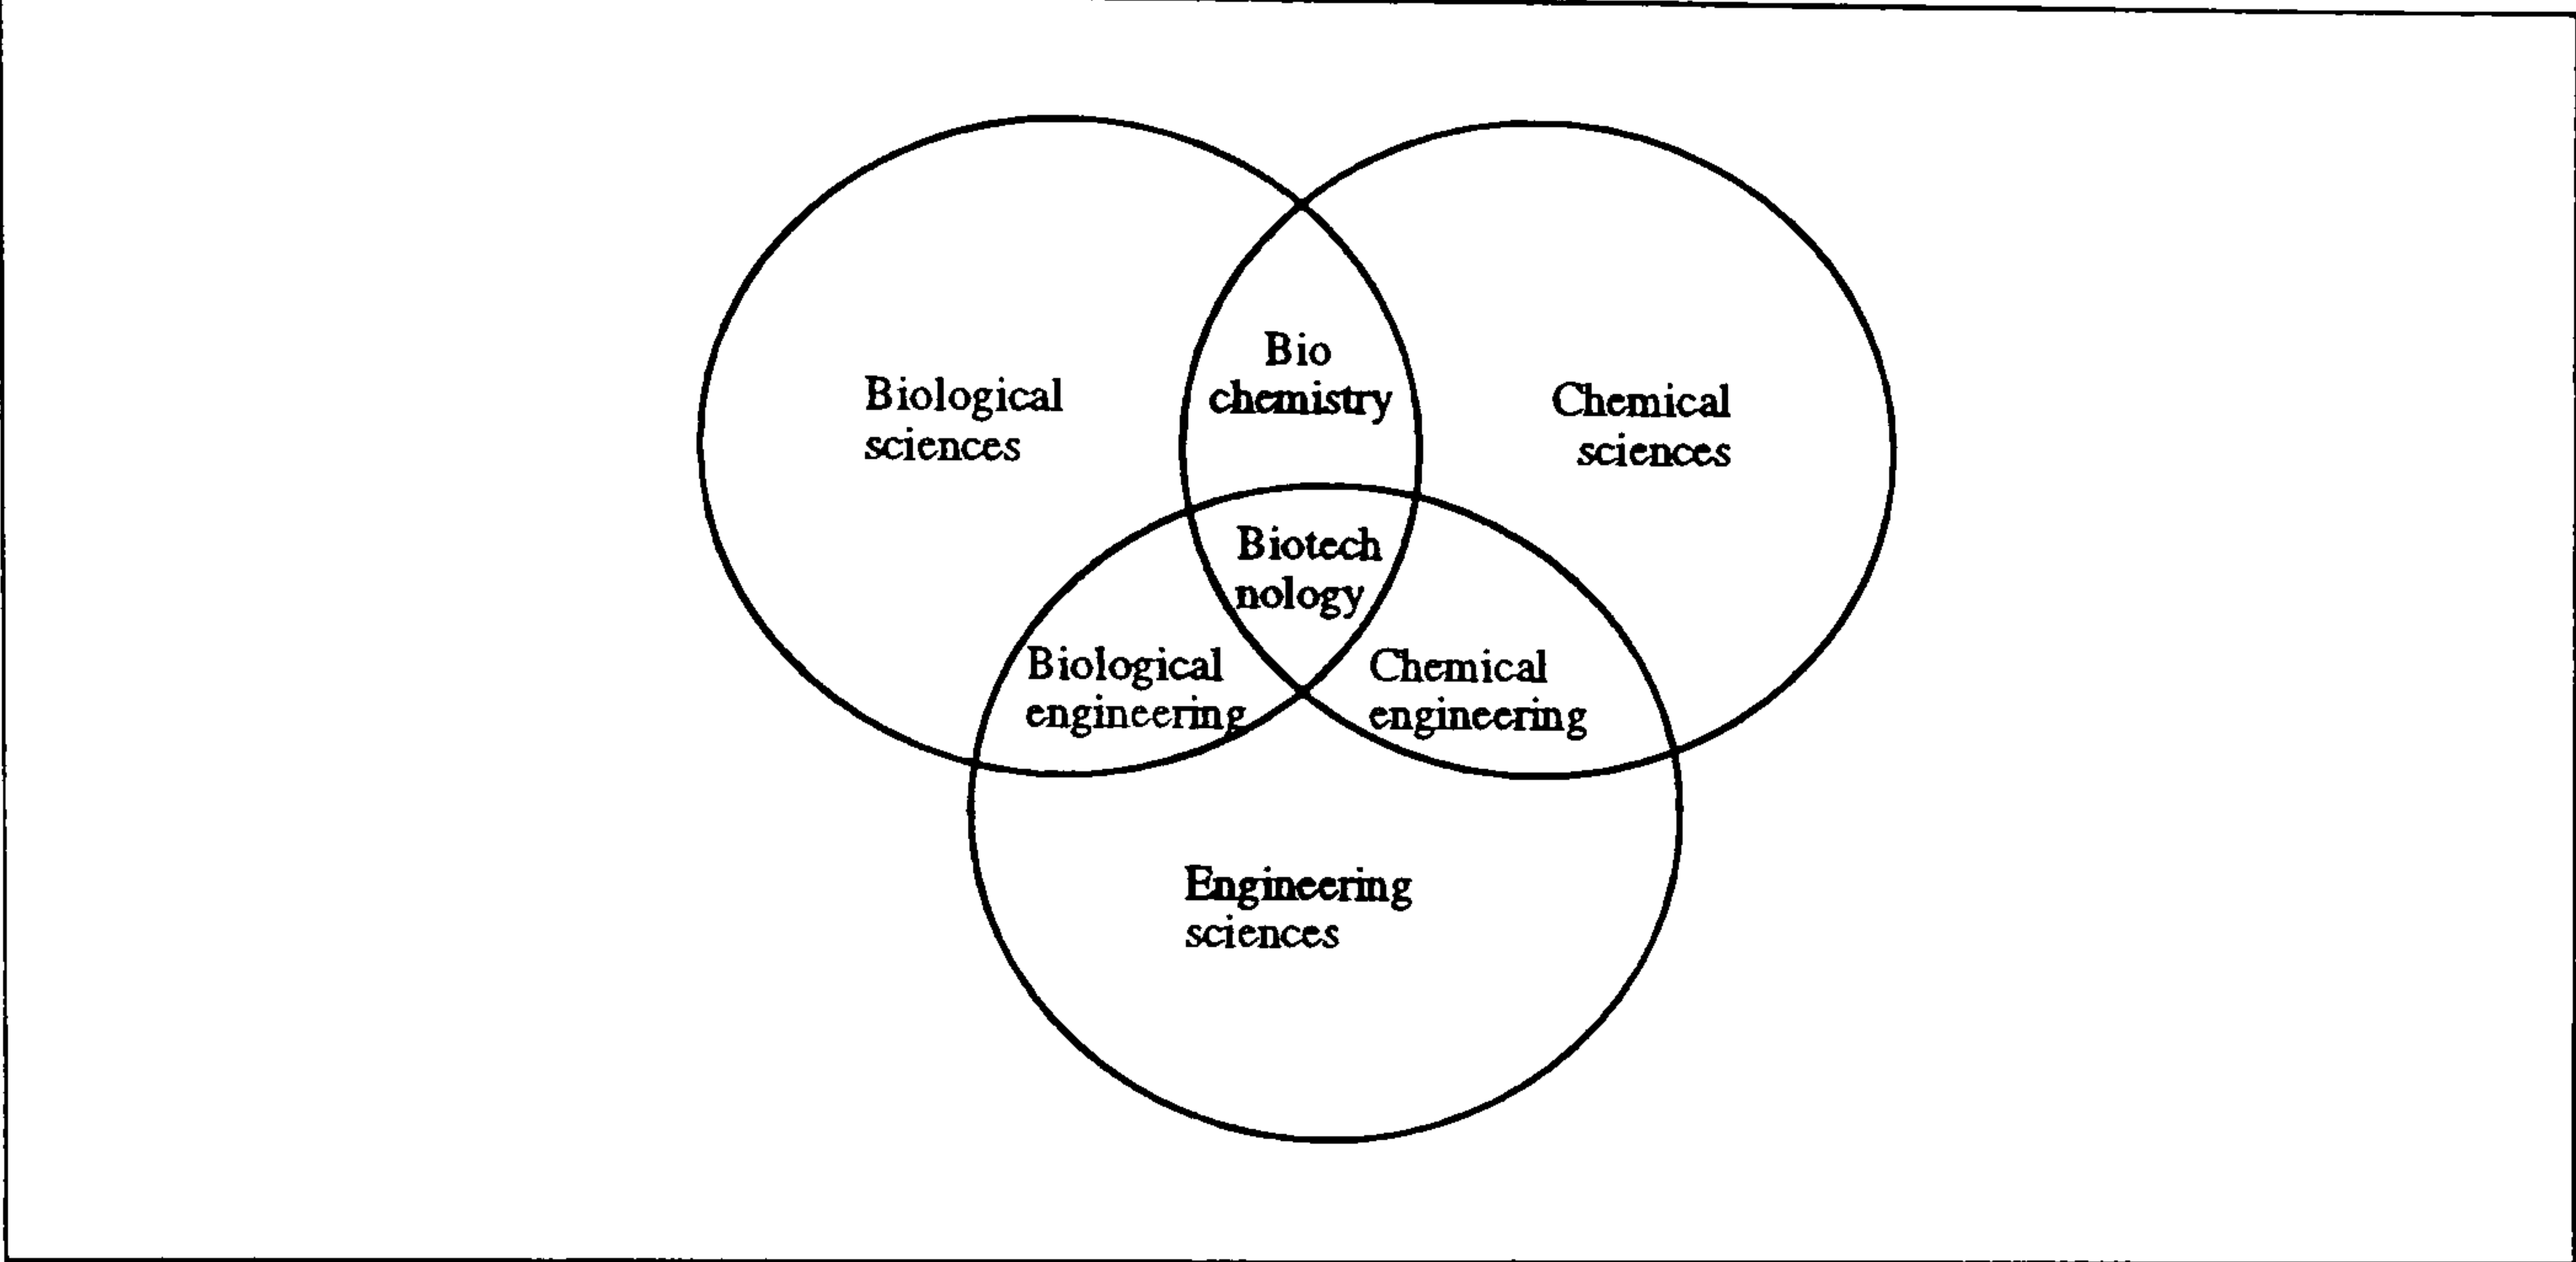 Biological
sciences
Bio
chemistry
Chemical
sciences
Biotech
nology
Biological
engineering
Chemical
engineering
Engineering
sciences